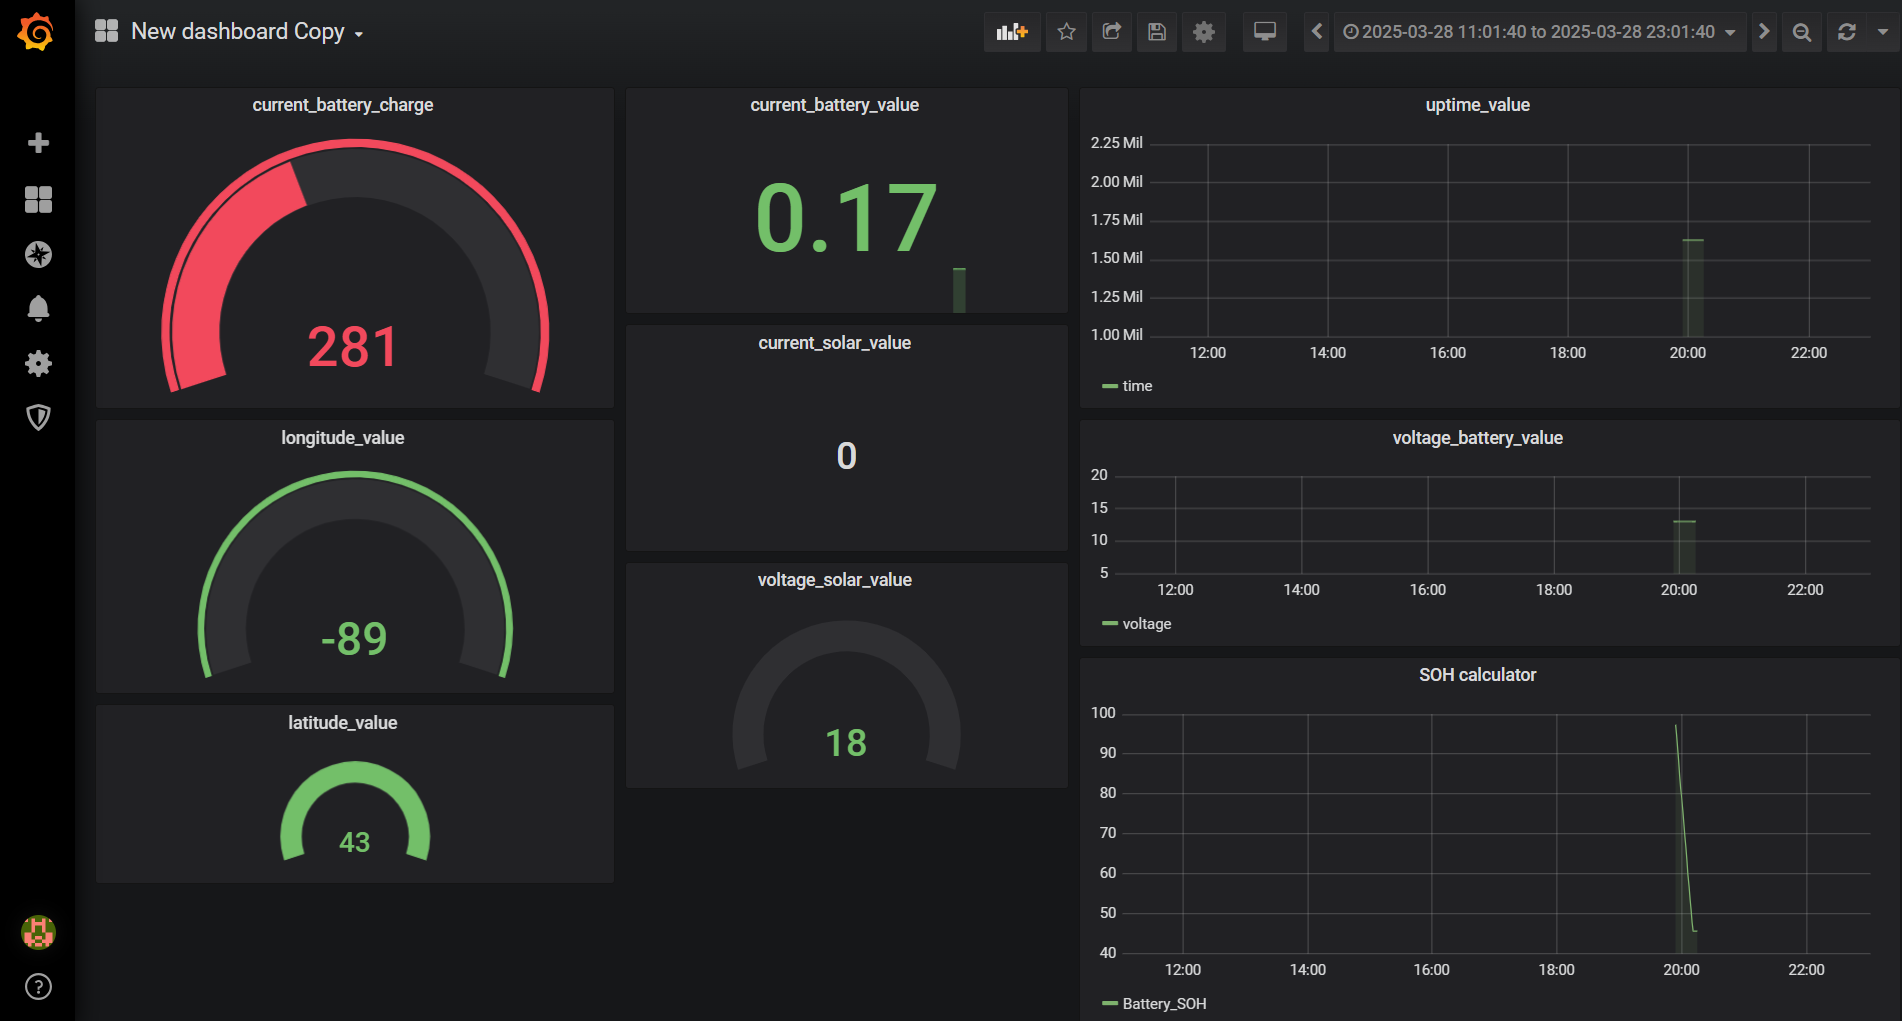 New dashboard Copy
2025-03-28 11:01:40 to 2025-03-28 23:01:40
current_battery_charge
281
longitude_value
-89
latitude_value
43
current_battery_value
0.17
current_solar_value
0
voltage_solar_value
18
uptime_value
2.25 Mil
2.00 Mil
1.75 Mil
1.50 Mil
1.25 Mil
1.00 Mil
12:00 14:00 16:00 18:00 20:00 22:00
time
voltage_battery_value
20
15
10
5
12:00 14:00 16:00 18:00 20:00 22:00
voltage
SOH calculator
100
90
80
70
60
50
40
12:00 14:00 16:00 18:00 20:00 22:00
Battery_SOH